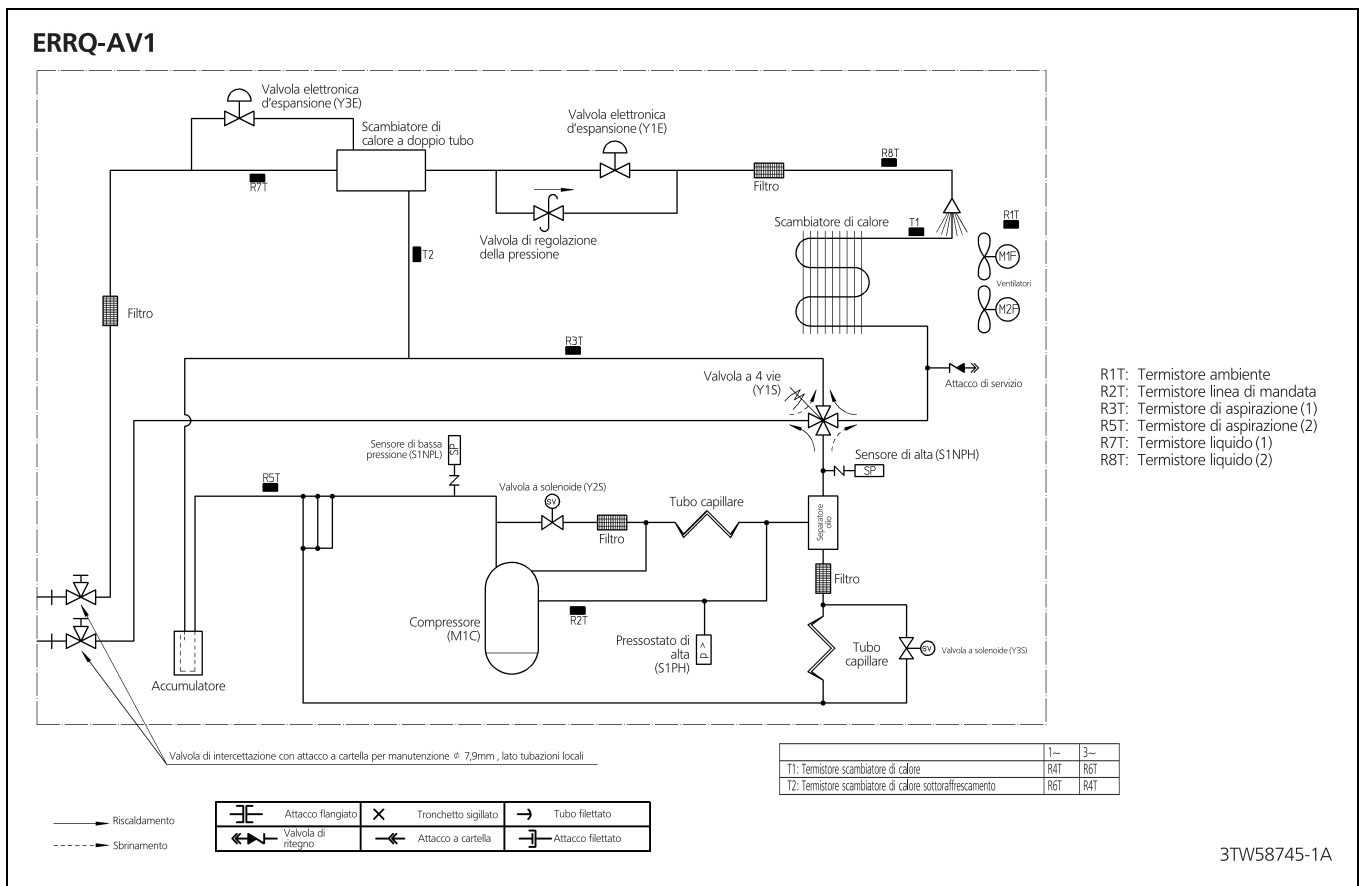 ERRQ-AV1
Valvola elettronica
d'espansione (Y3E)
Scambiatore di
calore a doppio tubo
Valvola elettronica
d'espansione (Y1E)
R7T
R8T
Filtro
Valvola di regolazione
della pressione
Scambiatore di calore
T1
R1T
M1F
Ventilatori
M2F
T2
Filtro
R3T
Valvola a 4 vie
(Y1S)
Attacco di servizio
R1T: Termistore ambiente
R2T: Termistore linea di mandata
R3T: Termistore di aspirazione (1)
R5T: Termistore di aspirazione (2)
R7T: Termistore liquido (1)
R8T: Termistore liquido (2)
Sensore di bassa
pressione (S1NPL)
SP
Sensore di alta (S1NPH)
SP
R5T
Valvola a solenoide (Y2S)
SV
Filtro
Tubo capillare
Separatore
olio
Filtro
Compressore
(M1C)
R2T
Pressostato di
alta
(S1PH)
p >
Tubo
capillare
SV
Valvola a solenoide (Y3S)
Accumulatore
Valvola di intercettazione con attacco a cartella per manutenzione ϕ 7,9mm , lato tubazioni locali
1~ 3~
T1: Termistore scambiatore di calore R4T R6T
T2: Termistore scambiatore di calore sottoraffrescamento R6T R4T
Riscaldamento
Sbrinamento
Attacco flangiato Tronchetto sigillato Tubo filettato
Valvola di
ritegno
Attacco a cartella Attacco filettato
3TW58745-1A